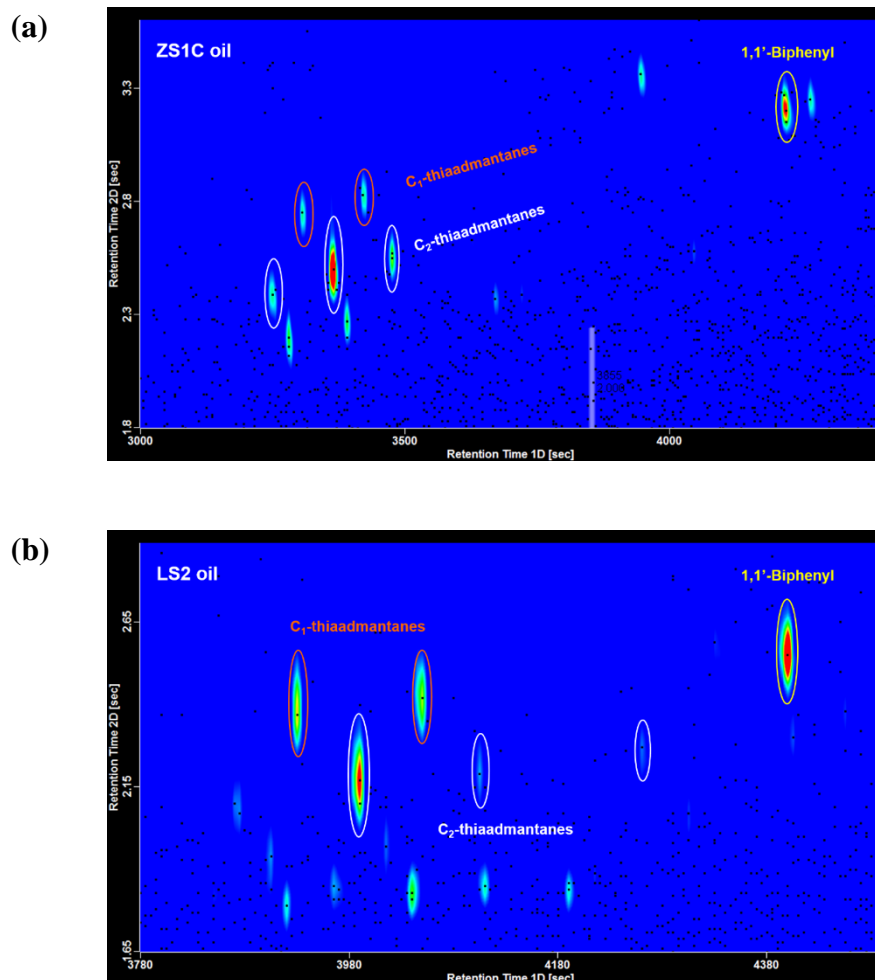 (a)
ZS1C oil
1,1'-Biphenyl
C₁-thiaadmantanes
C₂-thiaadmantanes
Retention Time 2D [sec]
3.3
2.8
2.3
1.8
3000
3500
4000
Retention Time 1D [sec]
(b)
LS2 oil
1,1'-Biphenyl
C₁-thiaadmantanes
C₂-thiaadmantanes
Retention Time 2D [sec]
2.65
2.15
1.65
3780
3980
4180
4380
Retention Time 1D [sec]